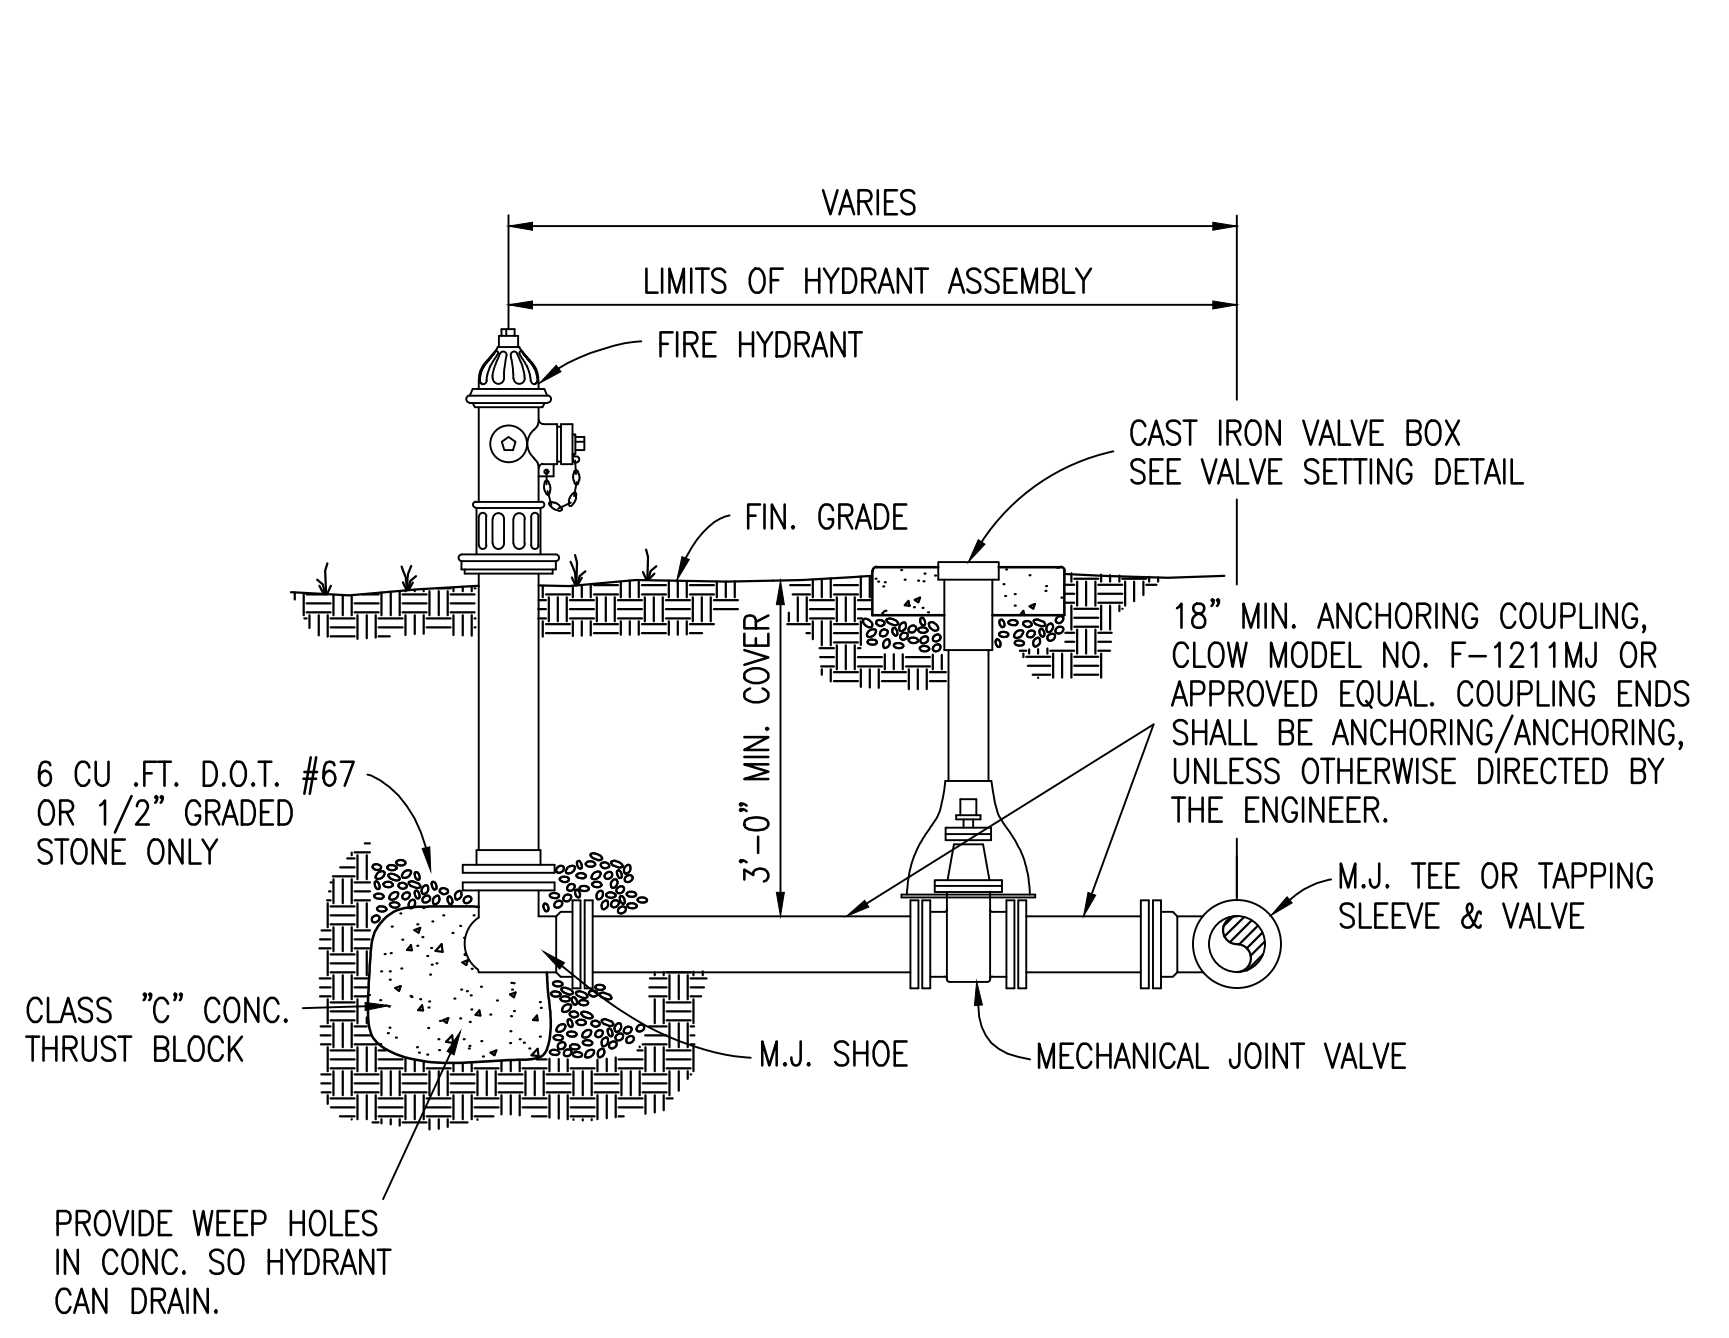 VARIES
LIMITS OF HYDRANT ASSEMBLY
FIRE HYDRANT
CAST IRON VALVE BOX
SEE VALVE SETTING DETAIL
FIN. GRADE
18" MIN. ANCHORING COUPLING,
CLOW MODEL NO. F-1211MJ OR
APPROVED EQUAL. COUPLING ENDS
SHALL BE ANCHORING/ANCHORING,
UNLESS OTHERWISE DIRECTED BY
THE ENGINEER.
3'-0" MIN. COVER
6 CU .FT. D.O.T. #67
OR 1/2" GRADED
STONE ONLY
M.J. TEE OR TAPPING
SLEEVE & VALVE
CLASS "C" CONC.
THRUST BLOCK
M.J. SHOE
MECHANICAL JOINT VALVE
PROVIDE WEEP HOLES
IN CONC. SO HYDRANT
CAN DRAIN.